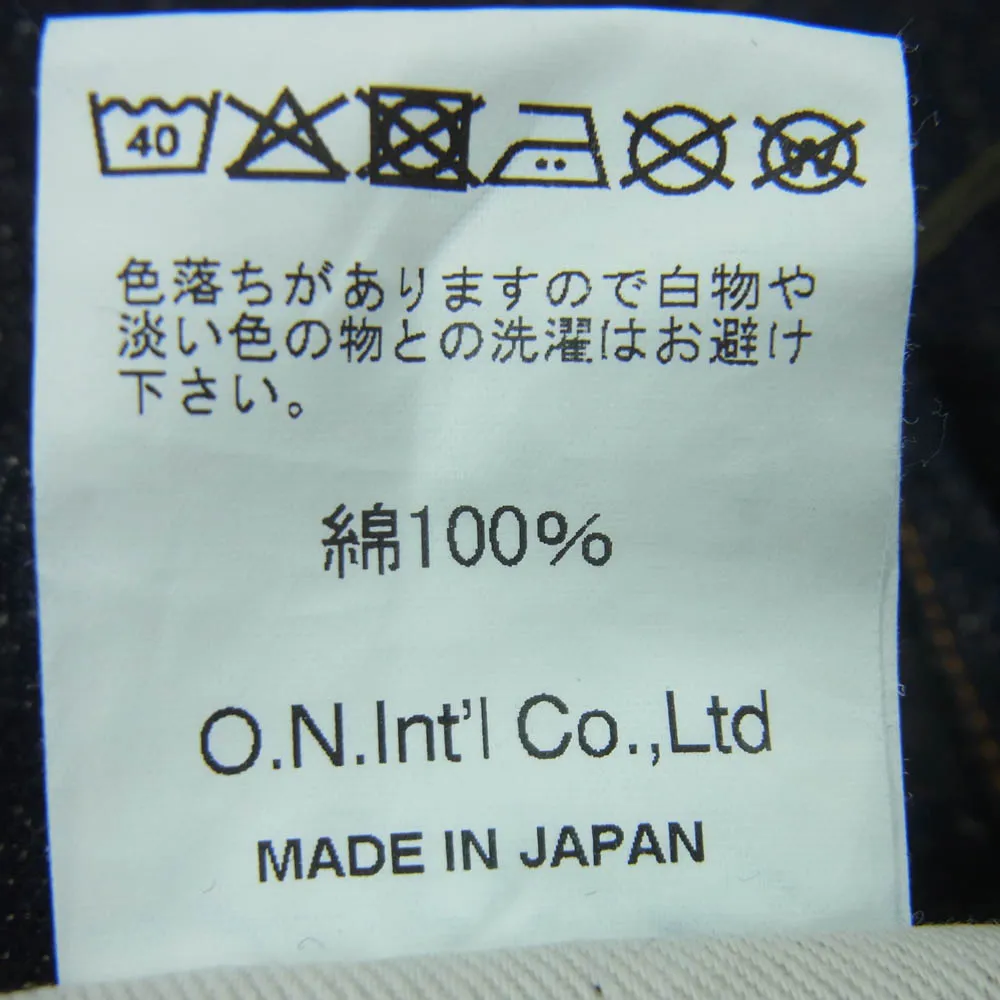 40
W
色落ちがありますので白物や
淡い色の物との洗濯はお避け
下さい。
綿100%
O.N.Int'l Co.,Ltd
MADE IN JAPAN